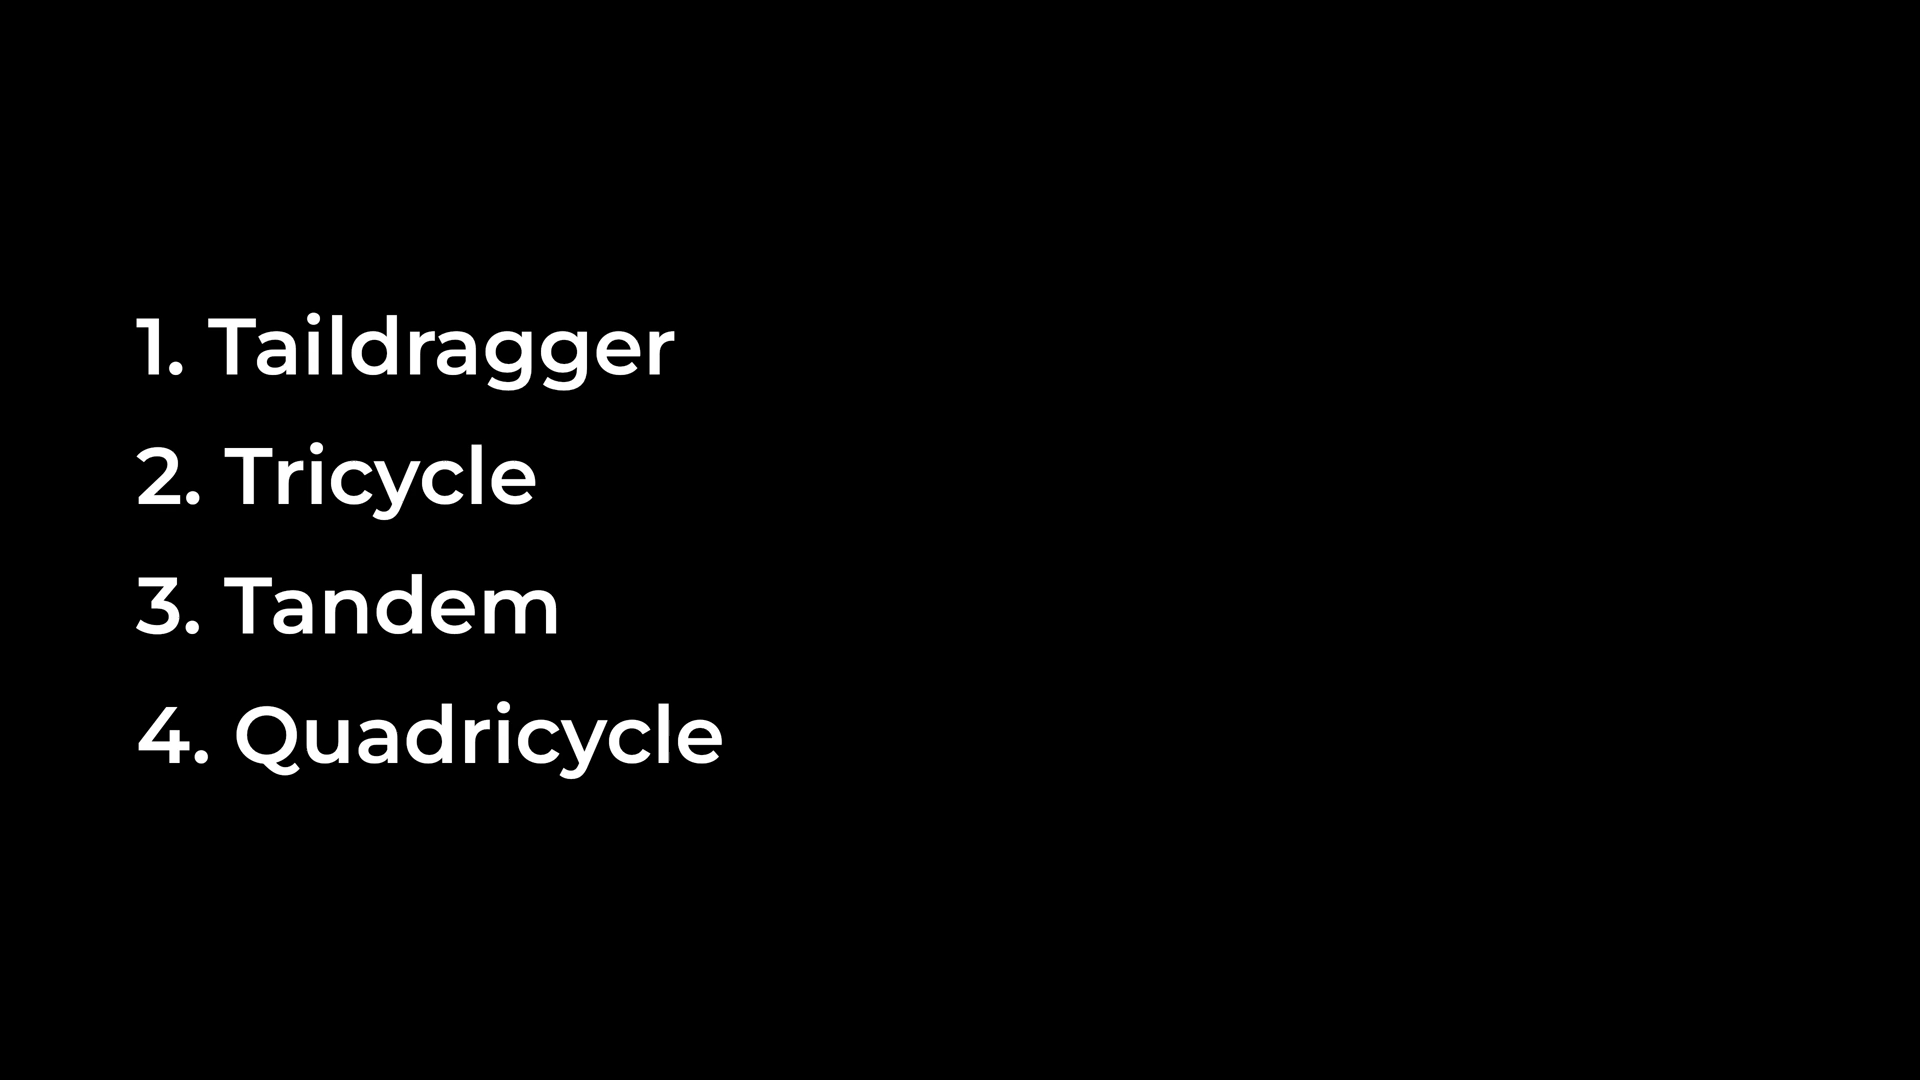 1. Taildragger
2. Tricycle
3. Tandem
4. Quadricycle